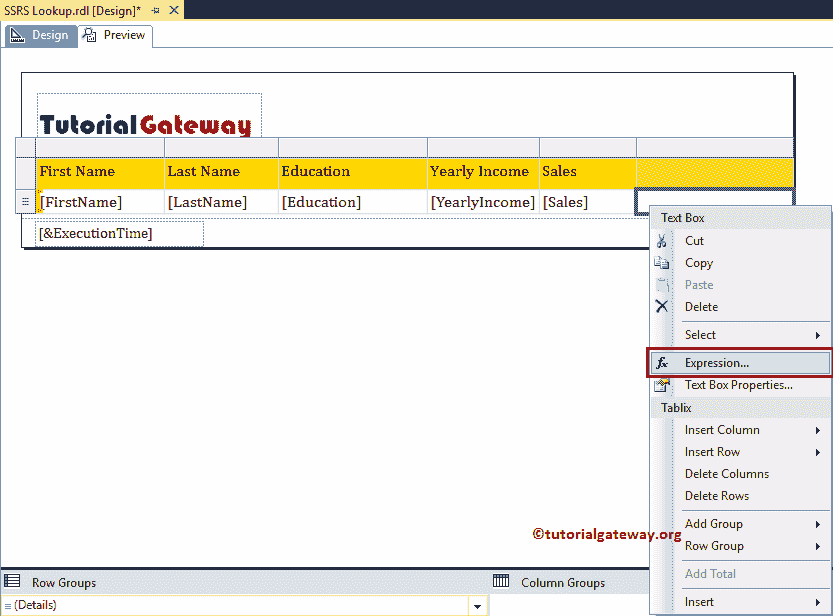 SSRS Lookup.rdl [Design]*
Design Preview
Tutorial Gateway
First Name Last Name Education Yearly Income Sales
[FirstName] [LastName] [Education] [YearlyIncome] [Sales]
[&ExecutionTime]
Text Box
Cut
Copy
Paste
Delete
Select
fx Expression...
Text Box Properties...
Tablix
Insert Column
Insert Row
Delete Columns
Delete Rows
Add Group
©tutorialgateway.org
Row Group
Add Total
Insert
Row Groups Column Groups
(Details)